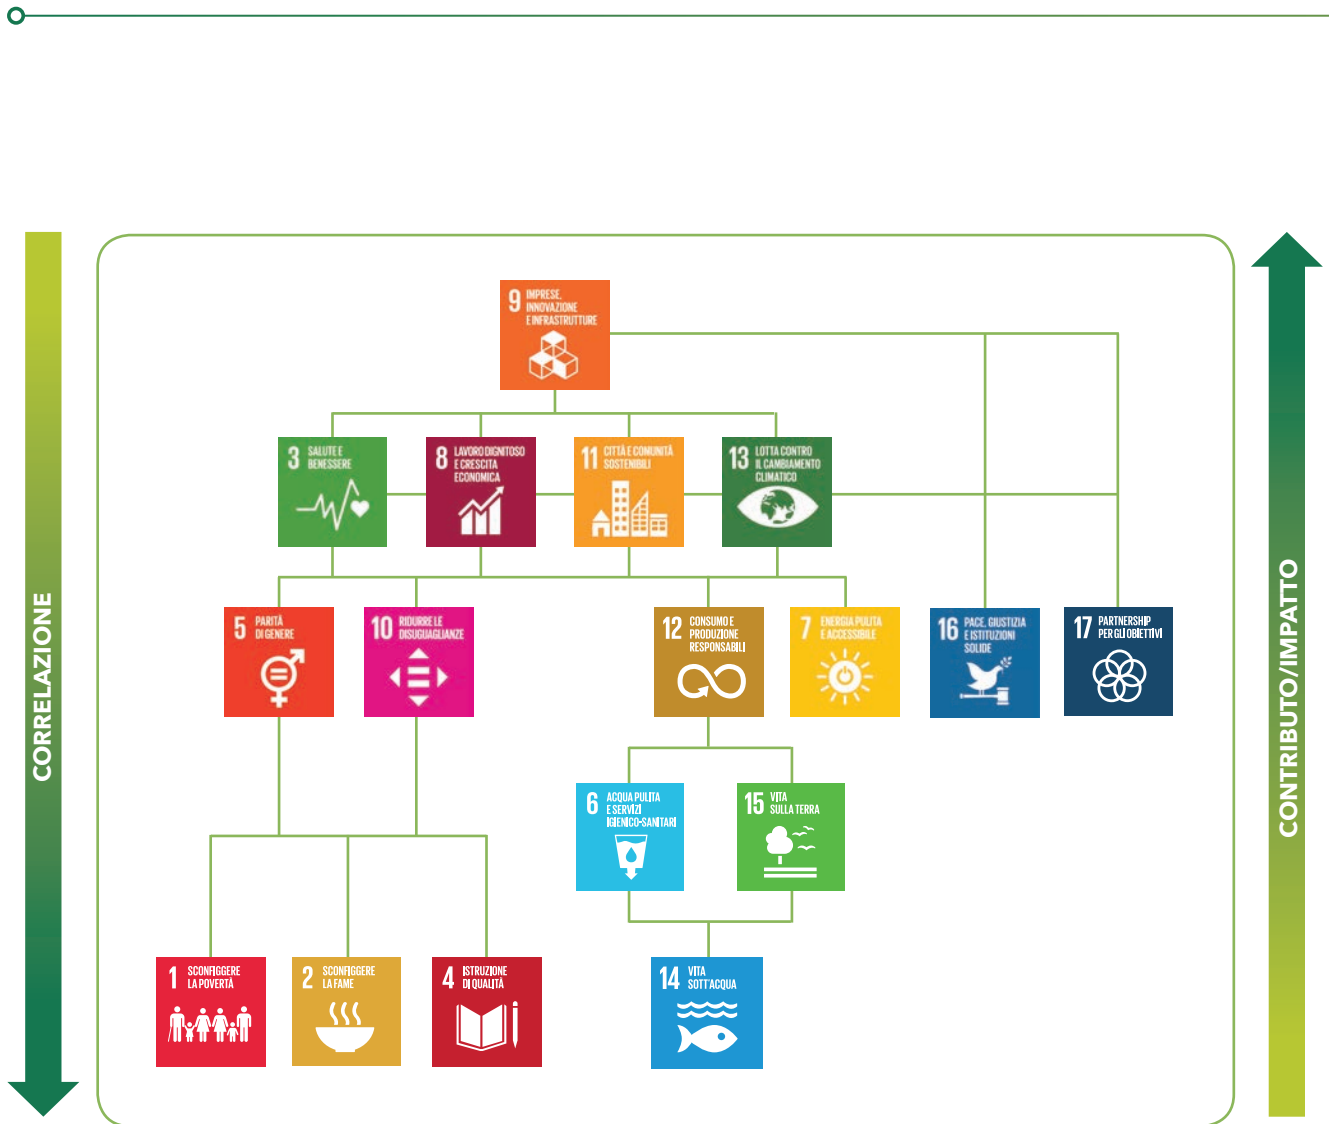 9 IMPRESE,
INNOVAZIONE
E INFRASTRUTTURE
3 SALUTE E
BENESSERE
8 LAVORO DIGNITOSO
E CRESCITA
ECONOMICA
11 CITTÀ E COMUNITÀ
SOSTENIBILI
13 LOTTA CONTRO
IL CAMBIAMENTO
CLIMATICO
CORRELAZIONE
CONTRIBUTO/IMPATTO
5 PARITÀ
DI GENERE
10 RIDURRE LE
DISUGUAGLIANZE
12 CONSUMO E
PRODUZIONE
RESPONSABILI
7 ENERGIA PULITA
E ACCESSIBILE
16 PACE, GIUSTIZIA
E ISTITUZIONI
SOLIDE
17 PARTNERSHIP
PER GLI OBIETTIVI
6 ACQUA PULITA
E SERVIZI
IGIENICO-SANITARI
15 VITA
SULLA TERRA
1 SCONFIGGERE
LA POVERTÀ
2 SCONFIGGERE
LA FAME
4 ISTRUZIONE
DI QUALITÀ
14 VITA
SOTT'ACQUA